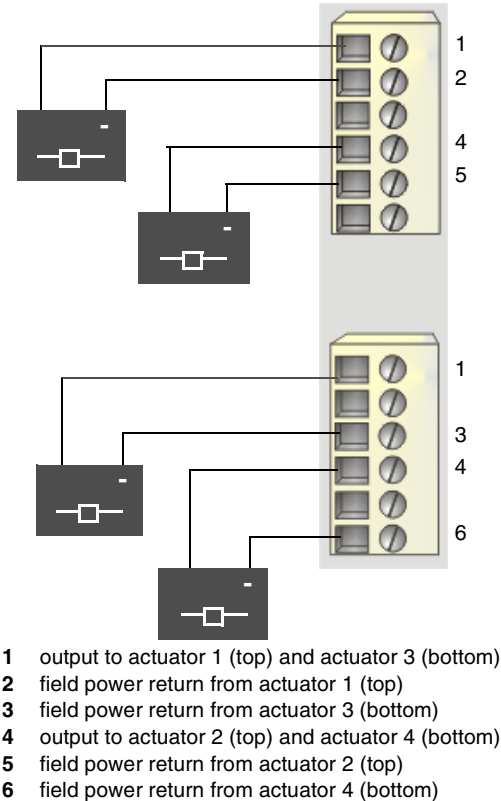 1
2
4
5
-
-
1
3
4
6
-
-
1 output to actuator 1 (top) and actuator 3 (bottom)
2 field power return from actuator 1 (top)
3 field power return from actuator 3 (bottom)
4 output to actuator 2 (top) and actuator 4 (bottom)
5 field power return from actuator 2 (top)
6 field power return from actuator 4 (bottom)